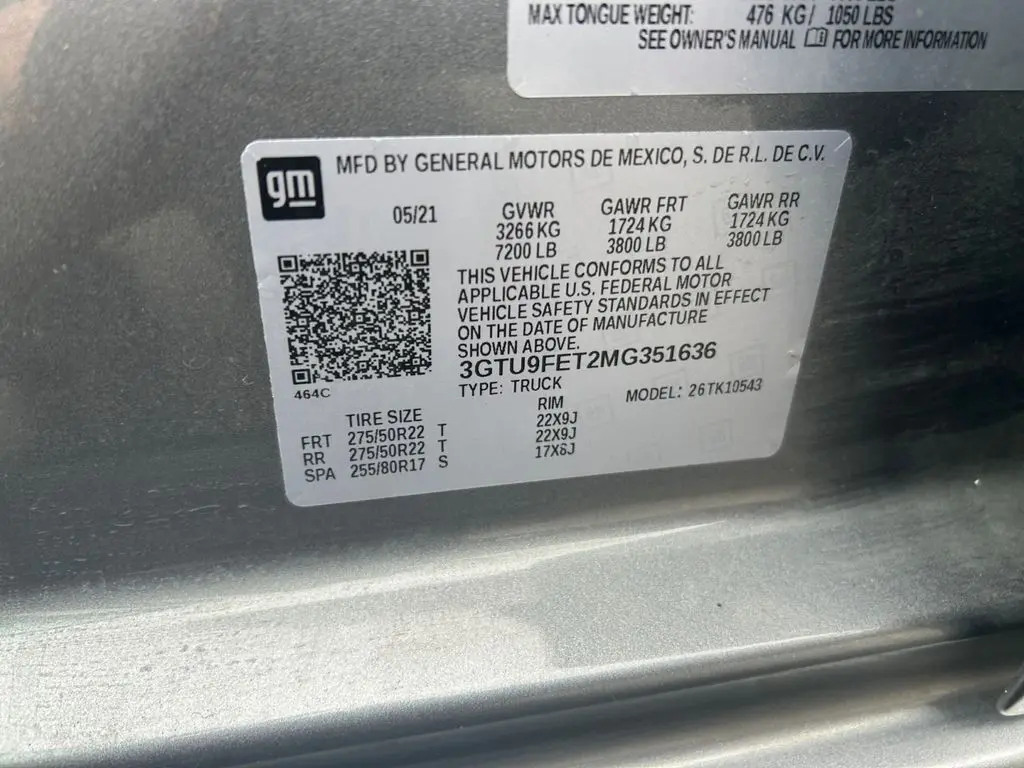 MAX TONGUE WEIGHT: 476 KG/ 1050 LBS
SEE OWNER'S MANUAL FOR MORE INFORMATION
gm
MFD BY GENERAL MOTORS DE MEXICO, S. DE R.L. DE C.V.
05/21 GVWR GAWR FRT GAWR RR
3266 KG 1724 KG 1724 KG
7200 LB 3800 LB 3800 LB
THIS VEHICLE CONFORMS TO ALL
APPLICABLE U.S. FEDERAL MOTOR
VEHICLE SAFETY STANDARDS IN EFFECT
ON THE DATE OF MANUFACTURE
SHOWN ABOVE.
3GTU9FET2MG351636
464C
TYPE: TRUCK MODEL: 26TK10543
TIRE SIZE RIM
FRT 275/50R22 T 22X9J
RR 275/50R22 T 22X9J
SPA 255/80R17 S 17X8J